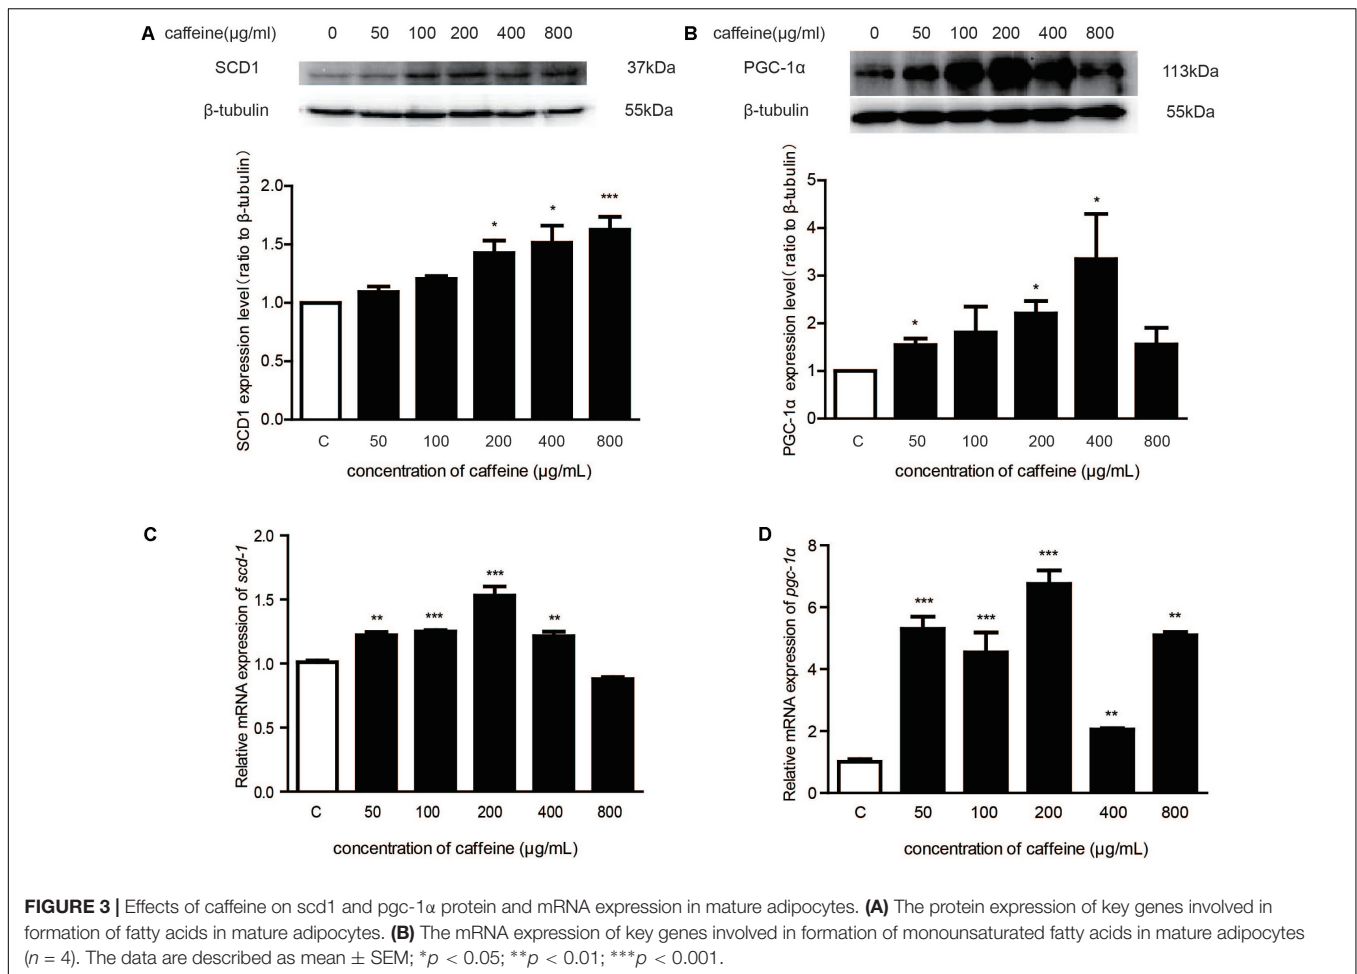 A caffeine(μg/ml) 0 50 100 200 400 800
SCD1 37kDa
β-tubulin 55kDa
SCD1 expression level(ratio to β-tubulin)
2.0
1.5
1.0
0.5
0.0
* * ***
C 50 100 200 400 800
concentration of caffeine (μg/mL)
B caffeine(μg/ml) 0 50 100 200 400 800
PGC-1α 113kDa
β-tubulin 55kDa
PGC-1α expression level(ratio to β-tubulin)
5
4
3
2
1
0
* * *
C 50 100 200 400 800
concentration of caffeine (μg/mL)
C
Relative mRNA expression of scd-1
2.0
1.5
1.0
0.5
0.0
** *** *** **
C 50 100 200 400 800
concentration of caffeine (μg/mL)
D
Relative mRNA expression of pgc-1α
8
6
4
2
0
*** *** *** ** **
C 50 100 200 400 800
concentration of caffeine (μg/mL)
FIGURE 3 | Effects of caffeine on scd1 and pgc-1α protein and mRNA expression in mature adipocytes. (A) The protein expression of key genes involved in
formation of fatty acids in mature adipocytes. (B) The mRNA expression of key genes involved in formation of monounsaturated fatty acids in mature adipocytes
(n = 4). The data are described as mean ± SEM; *p < 0.05; **p < 0.01; ***p < 0.001.